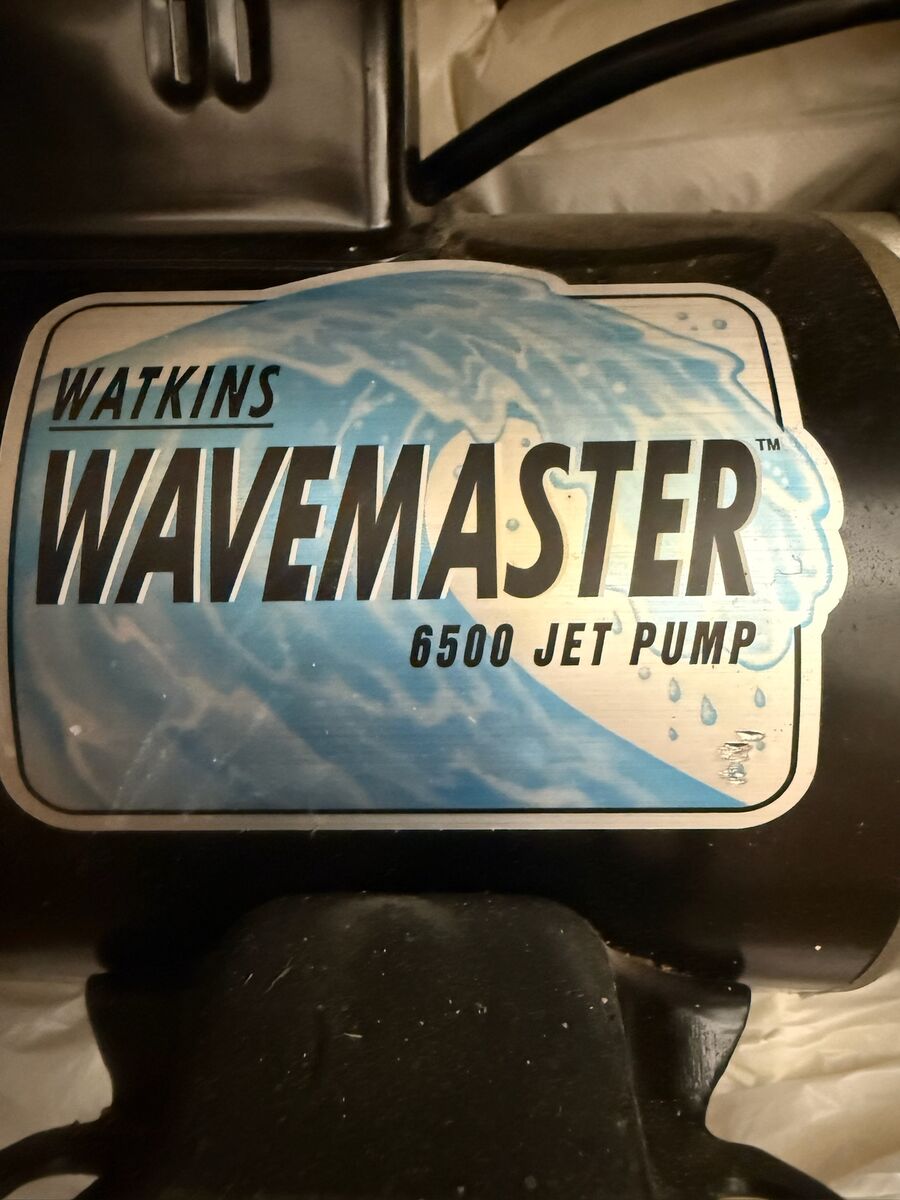 WATKINS
WAVEMASTER™
6500 JET PUMP